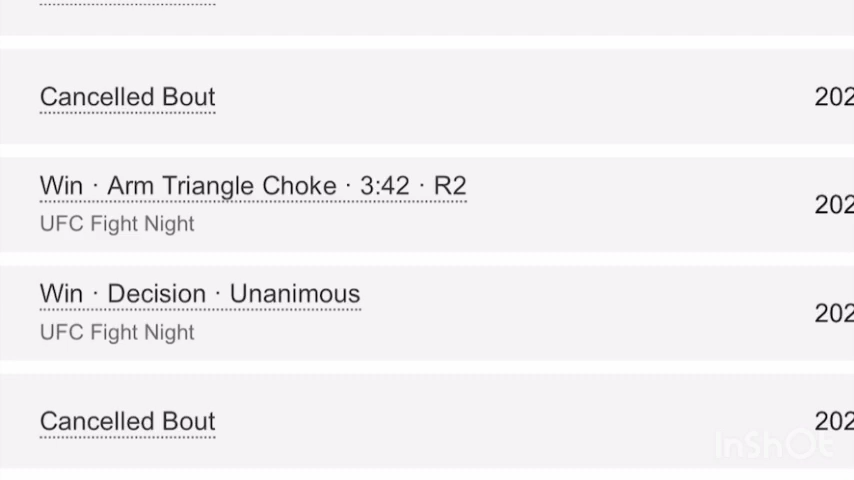 Cancelled Bout
202
Win · Arm Triangle Choke · 3:42 · R2
UFC Fight Night
202
Win · Decision · Unanimous
UFC Fight Night
202
Cancelled Bout
202
InShOt